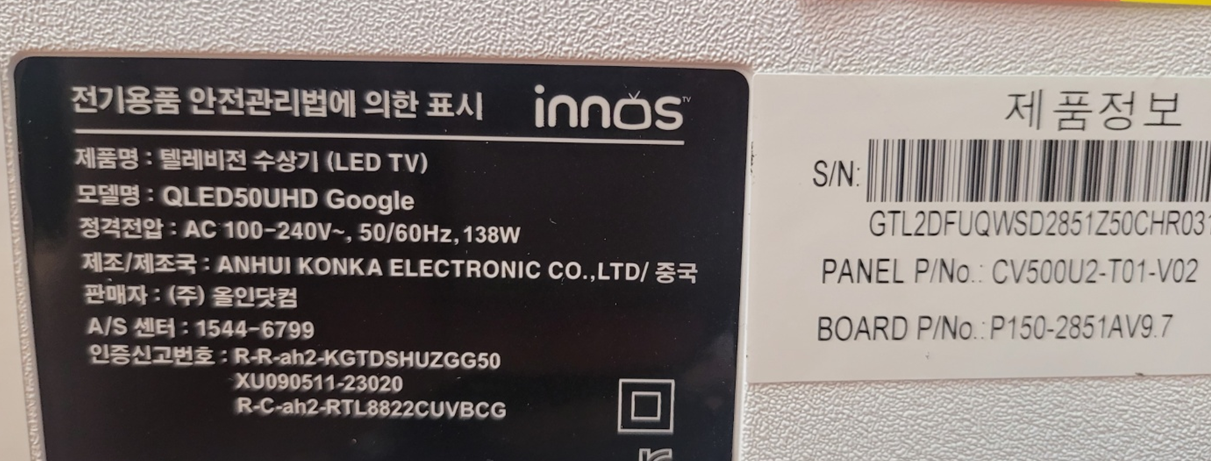 전기용품 안전관리법에 의한 표시
innos TV
제품명 : 텔레비전 수상기 (LED TV)
모델명 : QLED50UHD Google
정격전압 : AC 100-240V~, 50/60Hz, 138W
제조/제조국 : ANHUI KONKA ELECTRONIC CO.,LTD/ 중국
판매자 : (주) 올인닷컴
A/S 센터 : 1544-6799
인증신고번호 : R-R-ah2-KGTDSHUZGG50
XU090511-23020
R-C-ah2-RTL8822CUVBCG
제품정보
S/N:
GTL2DFUQWSD2851Z50CHR03
PANEL P/No.: CV500U2-T01-V02
BOARD P/No.: P150-2851AV9.7